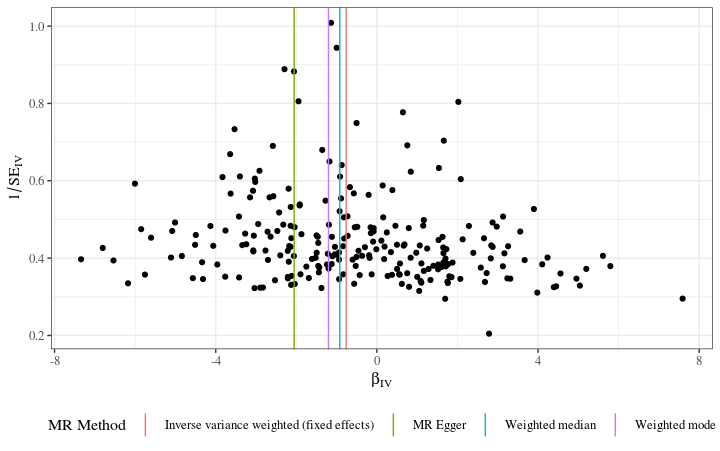 1.0
0.8
0.6
0.4
0.2
1/SE_IV
-8 -4 0 4 8
β_IV
MR Method Inverse variance weighted (fixed effects) MR Egger Weighted median Weighted mode